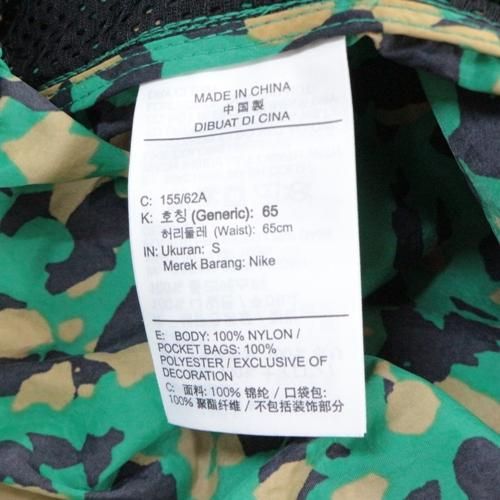 MADE IN CHINA
中国製
DIBUAT DI CINA
C: 155/62A
K: 호칭 (Generic): 65
허리둘레 (Waist): 65cm
IN: Ukuran: S
Merek Barang: Nike
E: BODY: 100% NYLON /
POCKET BAGS: 100%
POLYESTER / EXCLUSIVE OF
DECORATION
C: 面料: 100% 锦纶 / 口袋包:
100% 聚酯纤维 / 不包括装饰部分